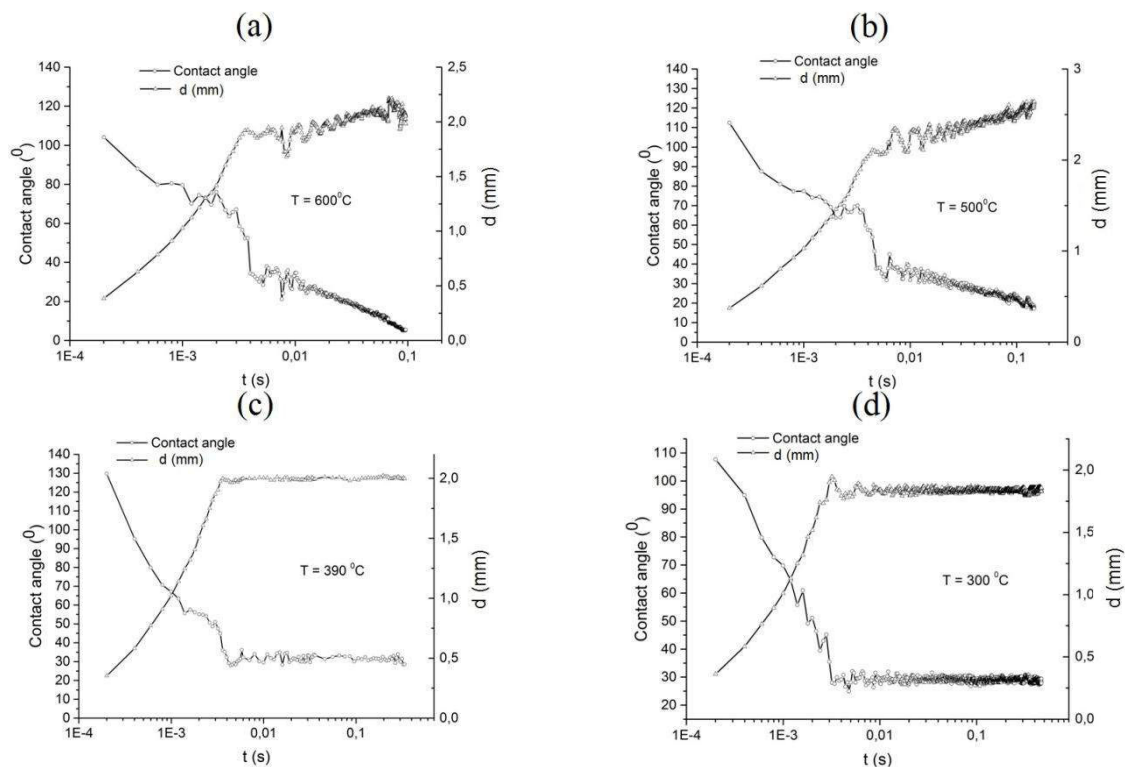 (a)
Contact angle
d (mm)
140
120
100
80
60
40
20
0
Contact angle (⁰)
2,5
2,0
1,5
1,0
0,5
0,0
d (mm)
T = 600⁰C
1E-4
1E-3
0,01
0,1
t (s)
(b)
Contact angle
d (mm)
140
130
120
110
100
90
80
70
60
50
40
30
20
10
0
Contact angle (⁰)
3
2
1
0
d (mm)
T = 500⁰C
1E-4
1E-3
0,01
0,1
t (s)
(c)
Contact angle
d (mm)
140
130
120
110
100
90
80
70
60
50
40
30
20
10
0
Contact angle (⁰)
2,0
1,5
1,0
0,5
0,0
d (mm)
T = 390 ⁰C
1E-4
1E-3
0,01
0,1
t (s)
(d)
Contact angle
d (mm)
110
100
90
80
70
60
50
40
30
20
Contact angle (⁰)
2,0
1,5
1,0
0,5
0,0
d (mm)
T = 300 ⁰C
1E-4
1E-3
0,01
0,1
1
t (s)